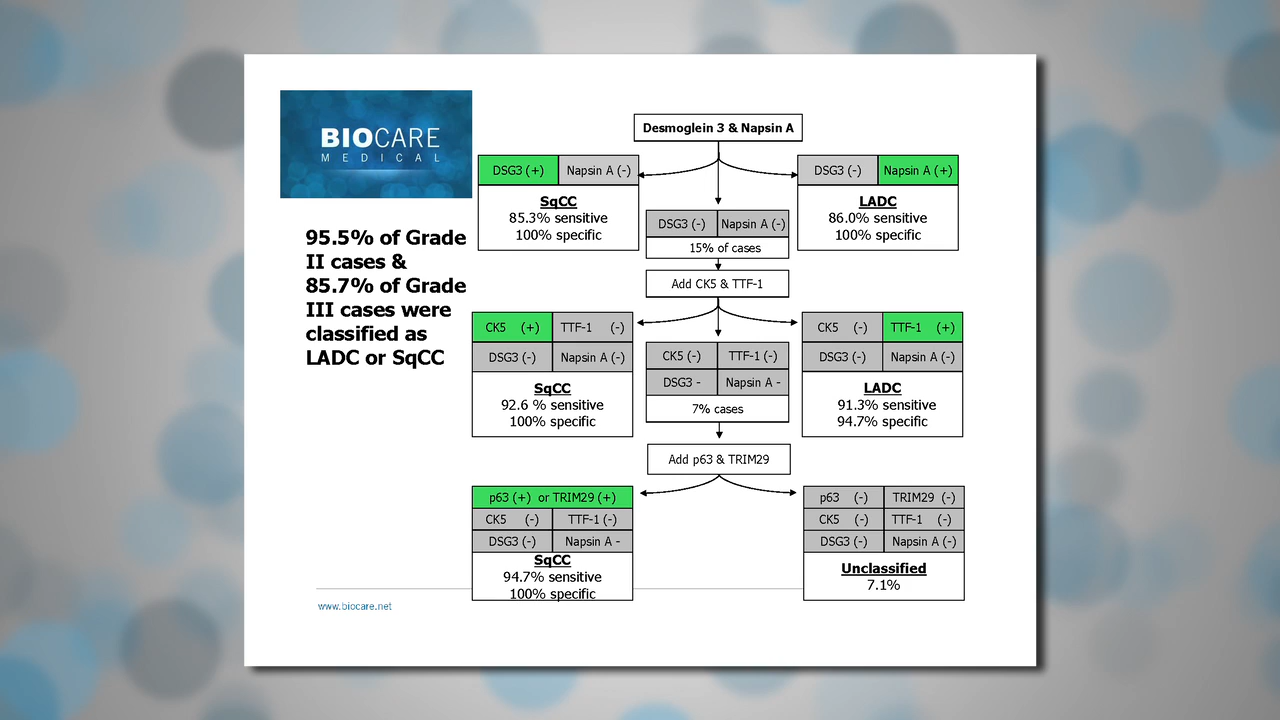 BIOCARE
MEDICAL
95.5% of Grade
II cases &
85.7% of Grade
III cases were
classified as
LADC or SqCC
Desmoglein 3 & Napsin A
DSG3 (+) Napsin A (-)
SqCC
85.3% sensitive
100% specific
DSG3 (-) Napsin A (+)
LADC
86.0% sensitive
100% specific
DSG3 (-) Napsin A (-)
15% of cases
Add CK5 & TTF-1
CK5 (+) TTF-1 (-)
DSG3 (-) Napsin A (-)
SqCC
92.6 % sensitive
100% specific
CK5 (-) TTF-1 (-)
DSG3 - Napsin A -
7% cases
CK5 (-) TTF-1 (+)
DSG3 (-) Napsin A (-)
LADC
91.3% sensitive
94.7% specific
Add p63 & TRIM29
p63 (+) or TRIM29 (+)
CK5 (-) TTF-1 (-)
DSG3 (-) Napsin A -
SqCC
94.7% sensitive
100% specific
p63 (-) TRIM29 (-)
CK5 (-) TTF-1 (-)
DSG3 (-) Napsin A (-)
Unclassified
7.1%
www.biocare.net